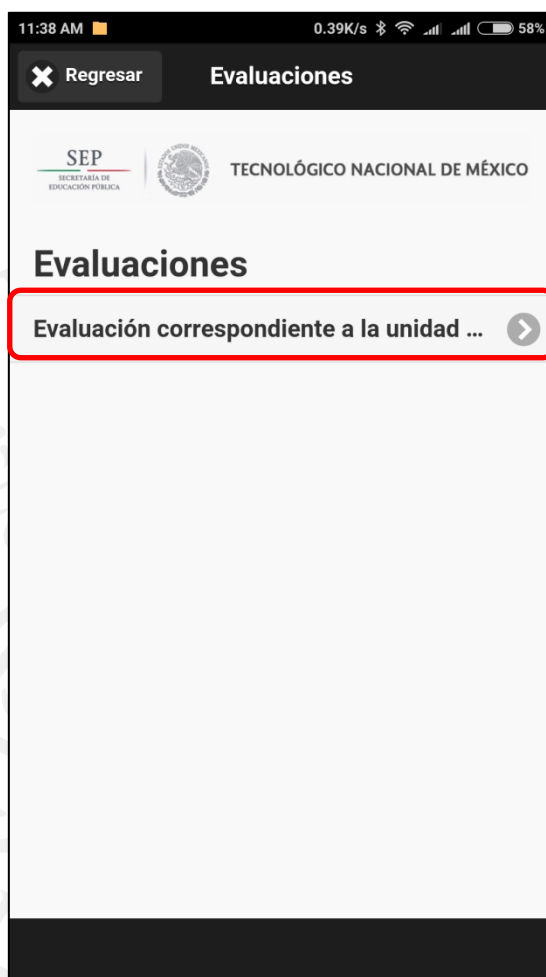 11:38 AM 0.39K/s 58%
Regresar Evaluaciones
SEP
SECRETARÍA DE
EDUCACIÓN PÚBLICA
TECNOLÓGICO NACIONAL DE MÉXICO
Evaluaciones
Evaluación correspondiente a la unidad ...